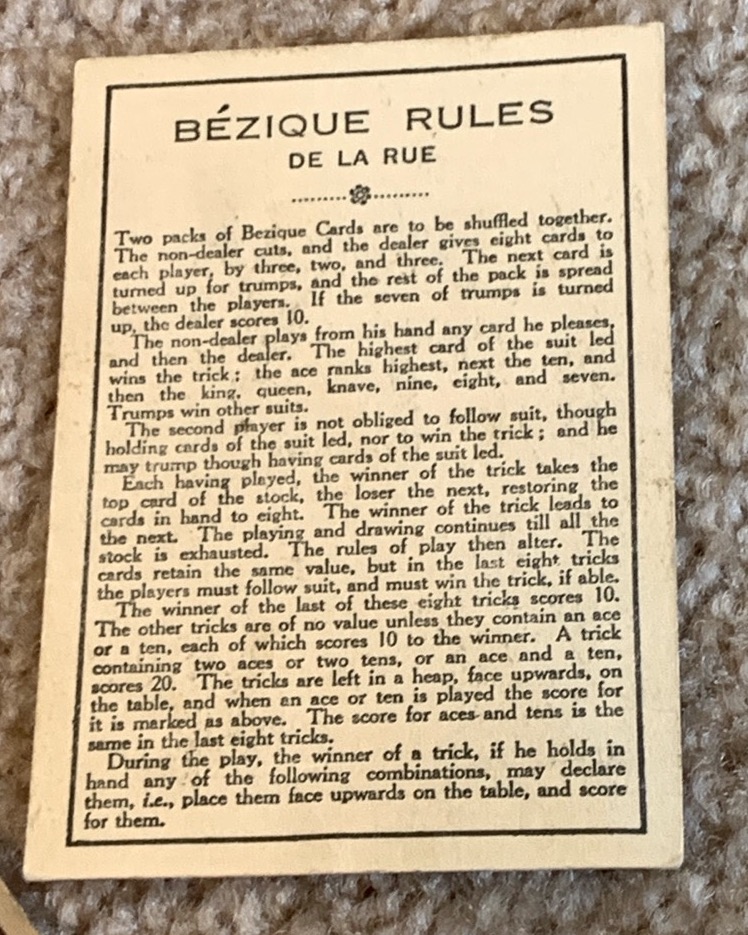 BÉZIQUE RULES
DE LA RUE
Two packs of Bezique Cards are to be shuffled together.
The non-dealer cuts, and the dealer gives eight cards to
each player, by three, two, and three. The next card is
turned up for trumps, and the rest of the pack is spread
between the players. If the seven of trumps is turned
up, the dealer scores 10.
The non-dealer plays from his hand any card he pleases,
and then the dealer. The highest card of the suit led
wins the trick; the ace ranks highest, next the ten, and
then the king, queen, knave, nine, eight, and seven.
Trumps win other suits.
The second player is not obliged to follow suit, though
holding cards of the suit led, nor to win the trick; and he
may trump though having cards of the suit led.
Each having played, the winner of the trick takes the
top card of the stock, the loser the next, restoring the
cards in hand to eight. The winner of the trick leads to
the next. The playing and drawing continues till all the
stock is exhausted. The rules of play then alter. The
cards retain the same value, but in the last eight tricks
the players must follow suit, and must win the trick, if able.
The winner of the last of these eight tricks scores 10.
The other tricks are of no value unless they contain an ace
or a ten, each of which scores 10 to the winner. A trick
containing two aces or two tens, or an ace and a ten,
scores 20. The tricks are left in a heap, face upwards, on
the table, and when an ace or ten is played the score for
it is marked as above. The score for aces and tens is the
same in the last eight tricks.
During the play, the winner of a trick, if he holds in
hand any of the following combinations, may declare
them, i.e., place them face upwards on the table, and score
for them.